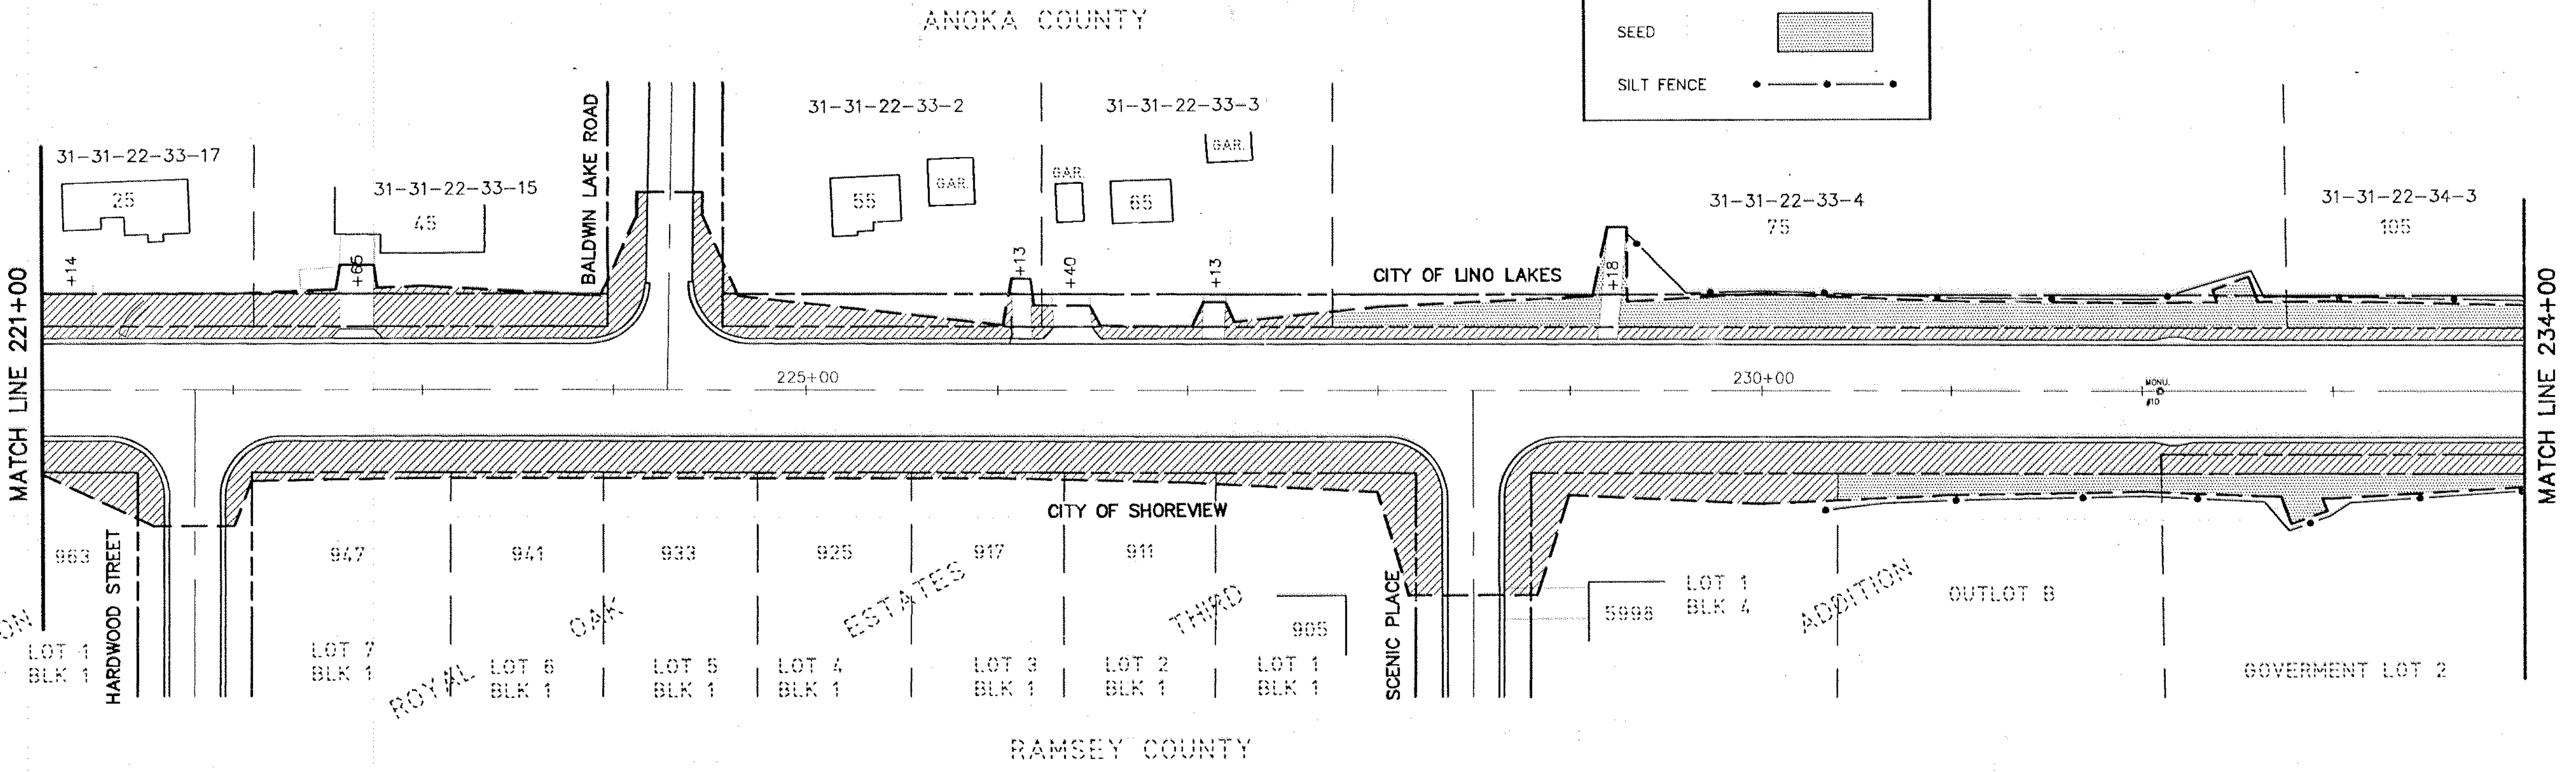 ANOKA COUNTY
SEED
SILT FENCE
31-31-22-33-17
25
+14
31-31-22-33-15
45
+65
BALDWIN LAKE ROAD
31-31-22-33-2
55
GAR.
+13
31-31-22-33-3
GAR.
GAR.
65
+40
+13
CITY OF LINO LAKES
31-31-22-33-4
75
+18
31-31-22-34-3
105
MATCH LINE 221+00
225+00
230+00
MONU.
#10
MATCH LINE 234+00
CITY OF SHOREVIEW
963
HARDWOOD STREET
947
941
933
925
917
911
905
SCENIC PLACE
5998
LOT 1
BLK 4
OUTLOT B
ON
ROYAL OAK ESTATES THIRD ADDITION
LOT 1
BLK 1
LOT 7
BLK 1
LOT 6
BLK 1
LOT 5
BLK 1
LOT 4
BLK 1
LOT 3
BLK 1
LOT 2
BLK 1
LOT 1
BLK 1
GOVERMENT LOT 2
RAMSEY COUNTY